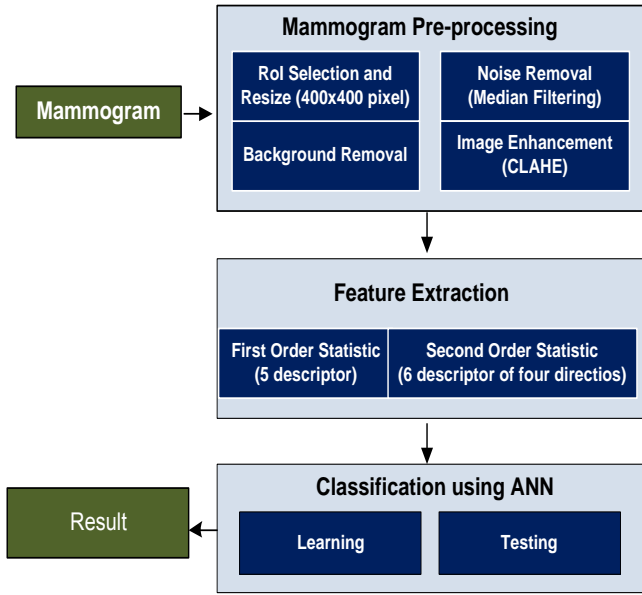 Mammogram
Mammogram Pre-processing
RoI Selection and
Resize (400x400 pixel)
Noise Removal
(Median Filtering)
Background Removal
Image Enhancement
(CLAHE)
Feature Extraction
First Order Statistic
(5 descriptor)
Second Order Statistic
(6 descriptor of four directios)
Classification using ANN
Learning
Testing
Result